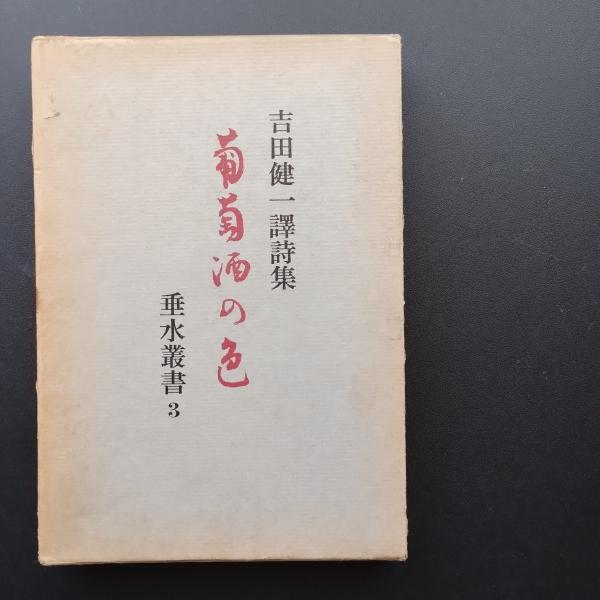 吉田健一譯詩集
葡萄酒の色
垂水叢書3